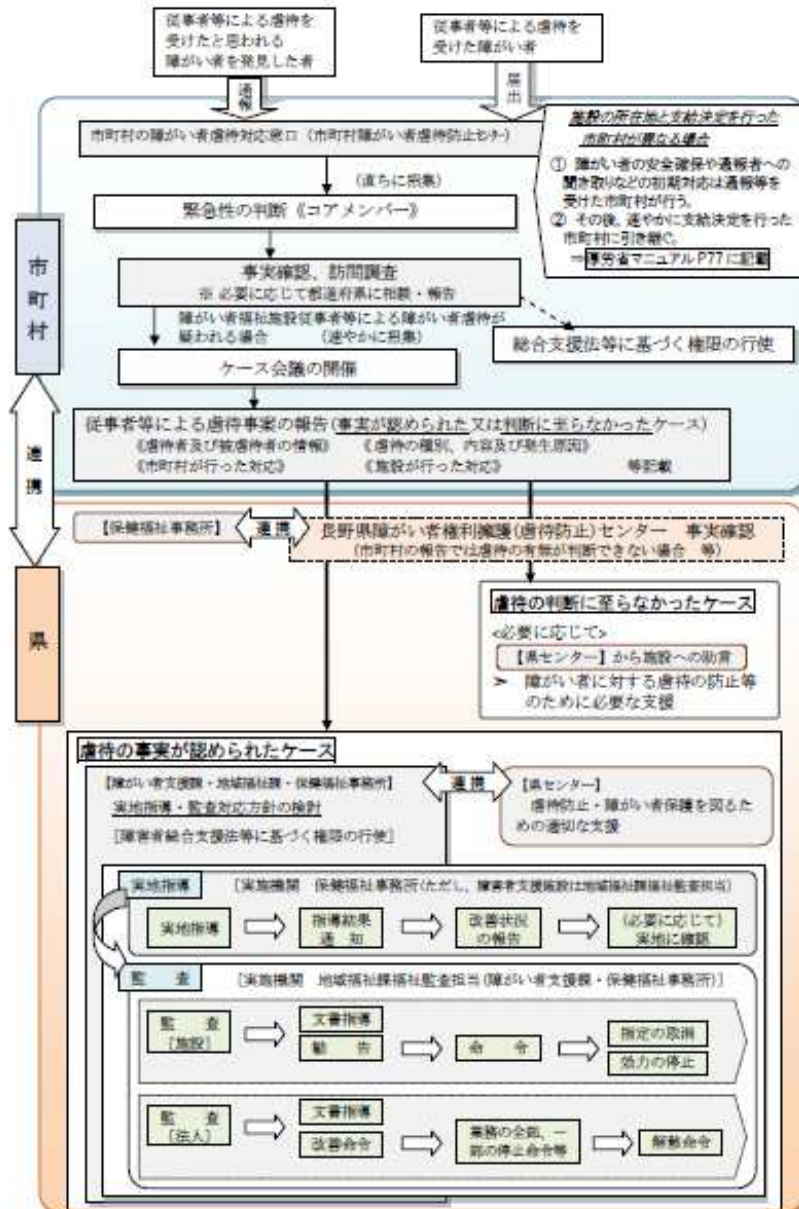 従事者等による虐待を
受けたと思われる
障がい者を発見した者
従事者等による虐待を
受けた障がい者
通報
届出
市町村の障がい者虐待対応窓口（市町村障がい者虐待防止センター）
施設の所在地と支給決定を行った
市町村が異なる場合
① 障がい者の安全確保や通報者への
聞き取りなどの初期対応は通報等を
受けた市町村が行う。
② その後、速やかに支給決定を行った
市町村に引き継ぐ。
⇒厚労省マニュアルP77に記載
(直ちに招集)
緊急性の判断《コアメンバー》
市町村
事実確認、訪問調査
※ 必要に応じて都道府県に相談・報告
障がい者福祉施設従事者等による障がい者虐待が
疑われる場合 (速やかに招集)
総合支援法等に基づく権限の行使
ケース会議の開催
従事者等による虐待事案の報告(事実が認められた又は判断に至らなかったケース)
《虐待者及び被虐待者の情報》 《虐待の種別、内容及び発生原因》
《市町村が行った対応》 《施設が行った対応》 等記載
連携
【保健福祉事務所】
連携
長野県障がい者権利擁護(虐待防止)センター 事実確認
(市町村の報告では虐待の有無が判断できない場合 等)
県
虐待の判断に至らなかったケース
<必要に応じて>
【県センター】から施設への助言
➢ 障がい者に対する虐待の防止等
のために必要な支援
虐待の事実が認められたケース
【障がい者支援課・地域福祉課・保健福祉事務所】
実地指導・監査対応方針の検討
[障害者総合支援法等に基づく権限の行使]
連携
【県センター】
虐待防止・障がい者保護を図るため
の適切な支援
実地指導
[実施機関 保健福祉事務所(ただし、障害者支援施設は地域福祉課福祉監査担当)]
実地指導
指導結果
通 知
改善状況
の報告
(必要に応じて)
実地に確認
監 査
[実施機関 地域福祉課福祉監査担当(障がい者支援課・保健福祉事務所)]
監 査
[施設]
文書指導
勧 告
命 令
指定の取消
効力の停止
監 査
[法人]
文書指導
改善命令
業務の全部、一
部の停止命令等
解散命令